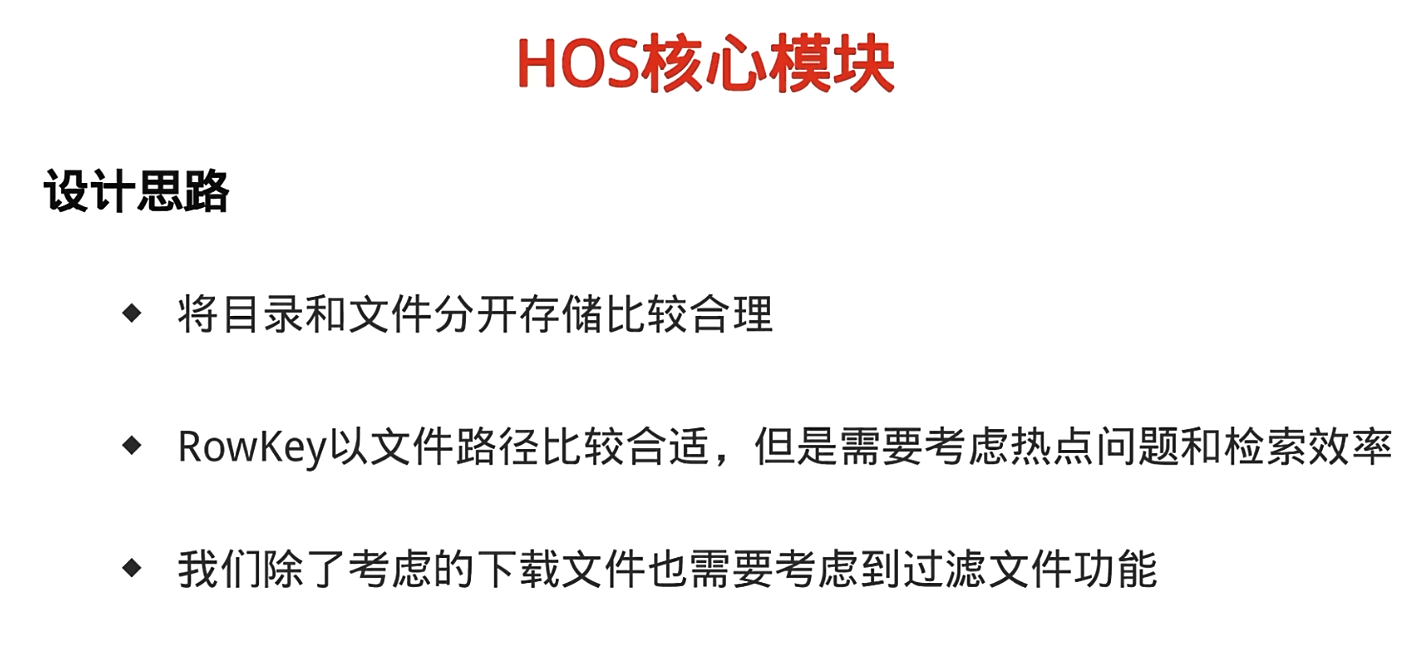 HOS核心模块
设计思路
◆ 将目录和文件分开存储比较合理
◆ RowKey以文件路径比较合适，但是需要考虑热点问题和检索效率
◆ 我们除了考虑的下载文件也需要考虑到过滤文件功能